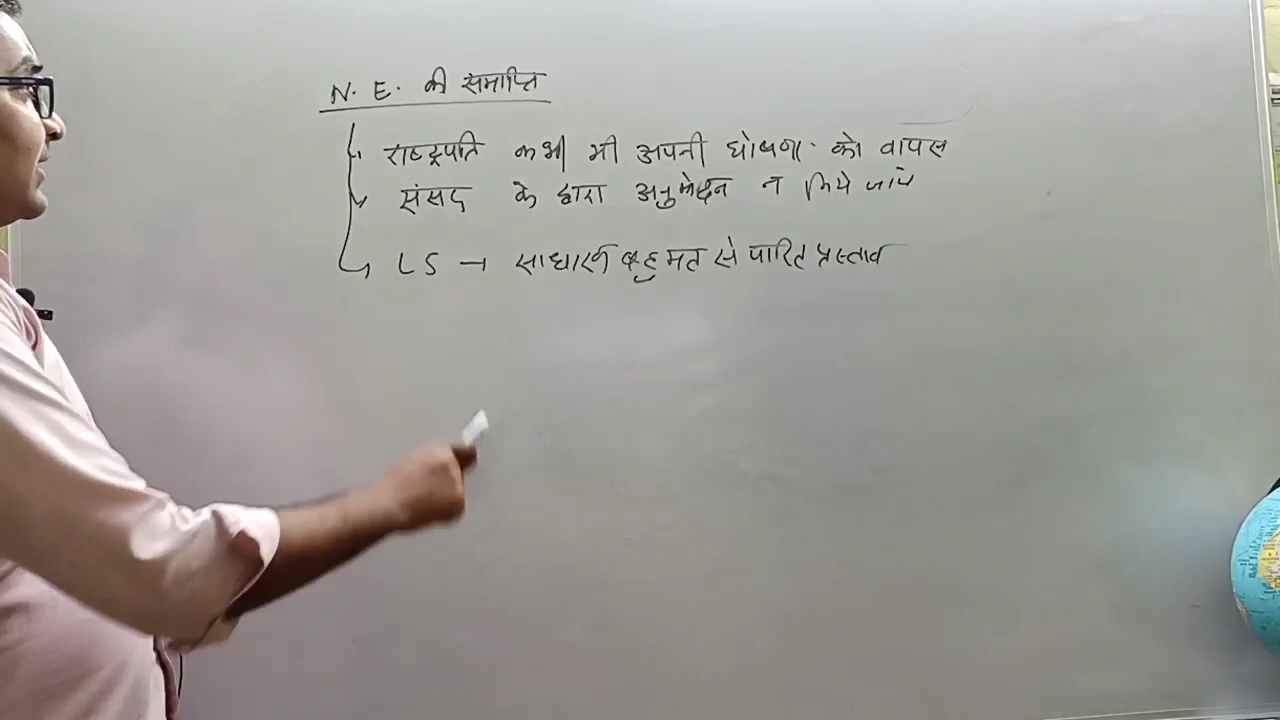 N. E. की समाप्ति
राष्ट्रपति कभी भी अपनी घोषणा को वापस
संसद के द्वारा अनुमोदन न किये जाये
LS → साधारण बहुमत से पारित प्रस्ताव